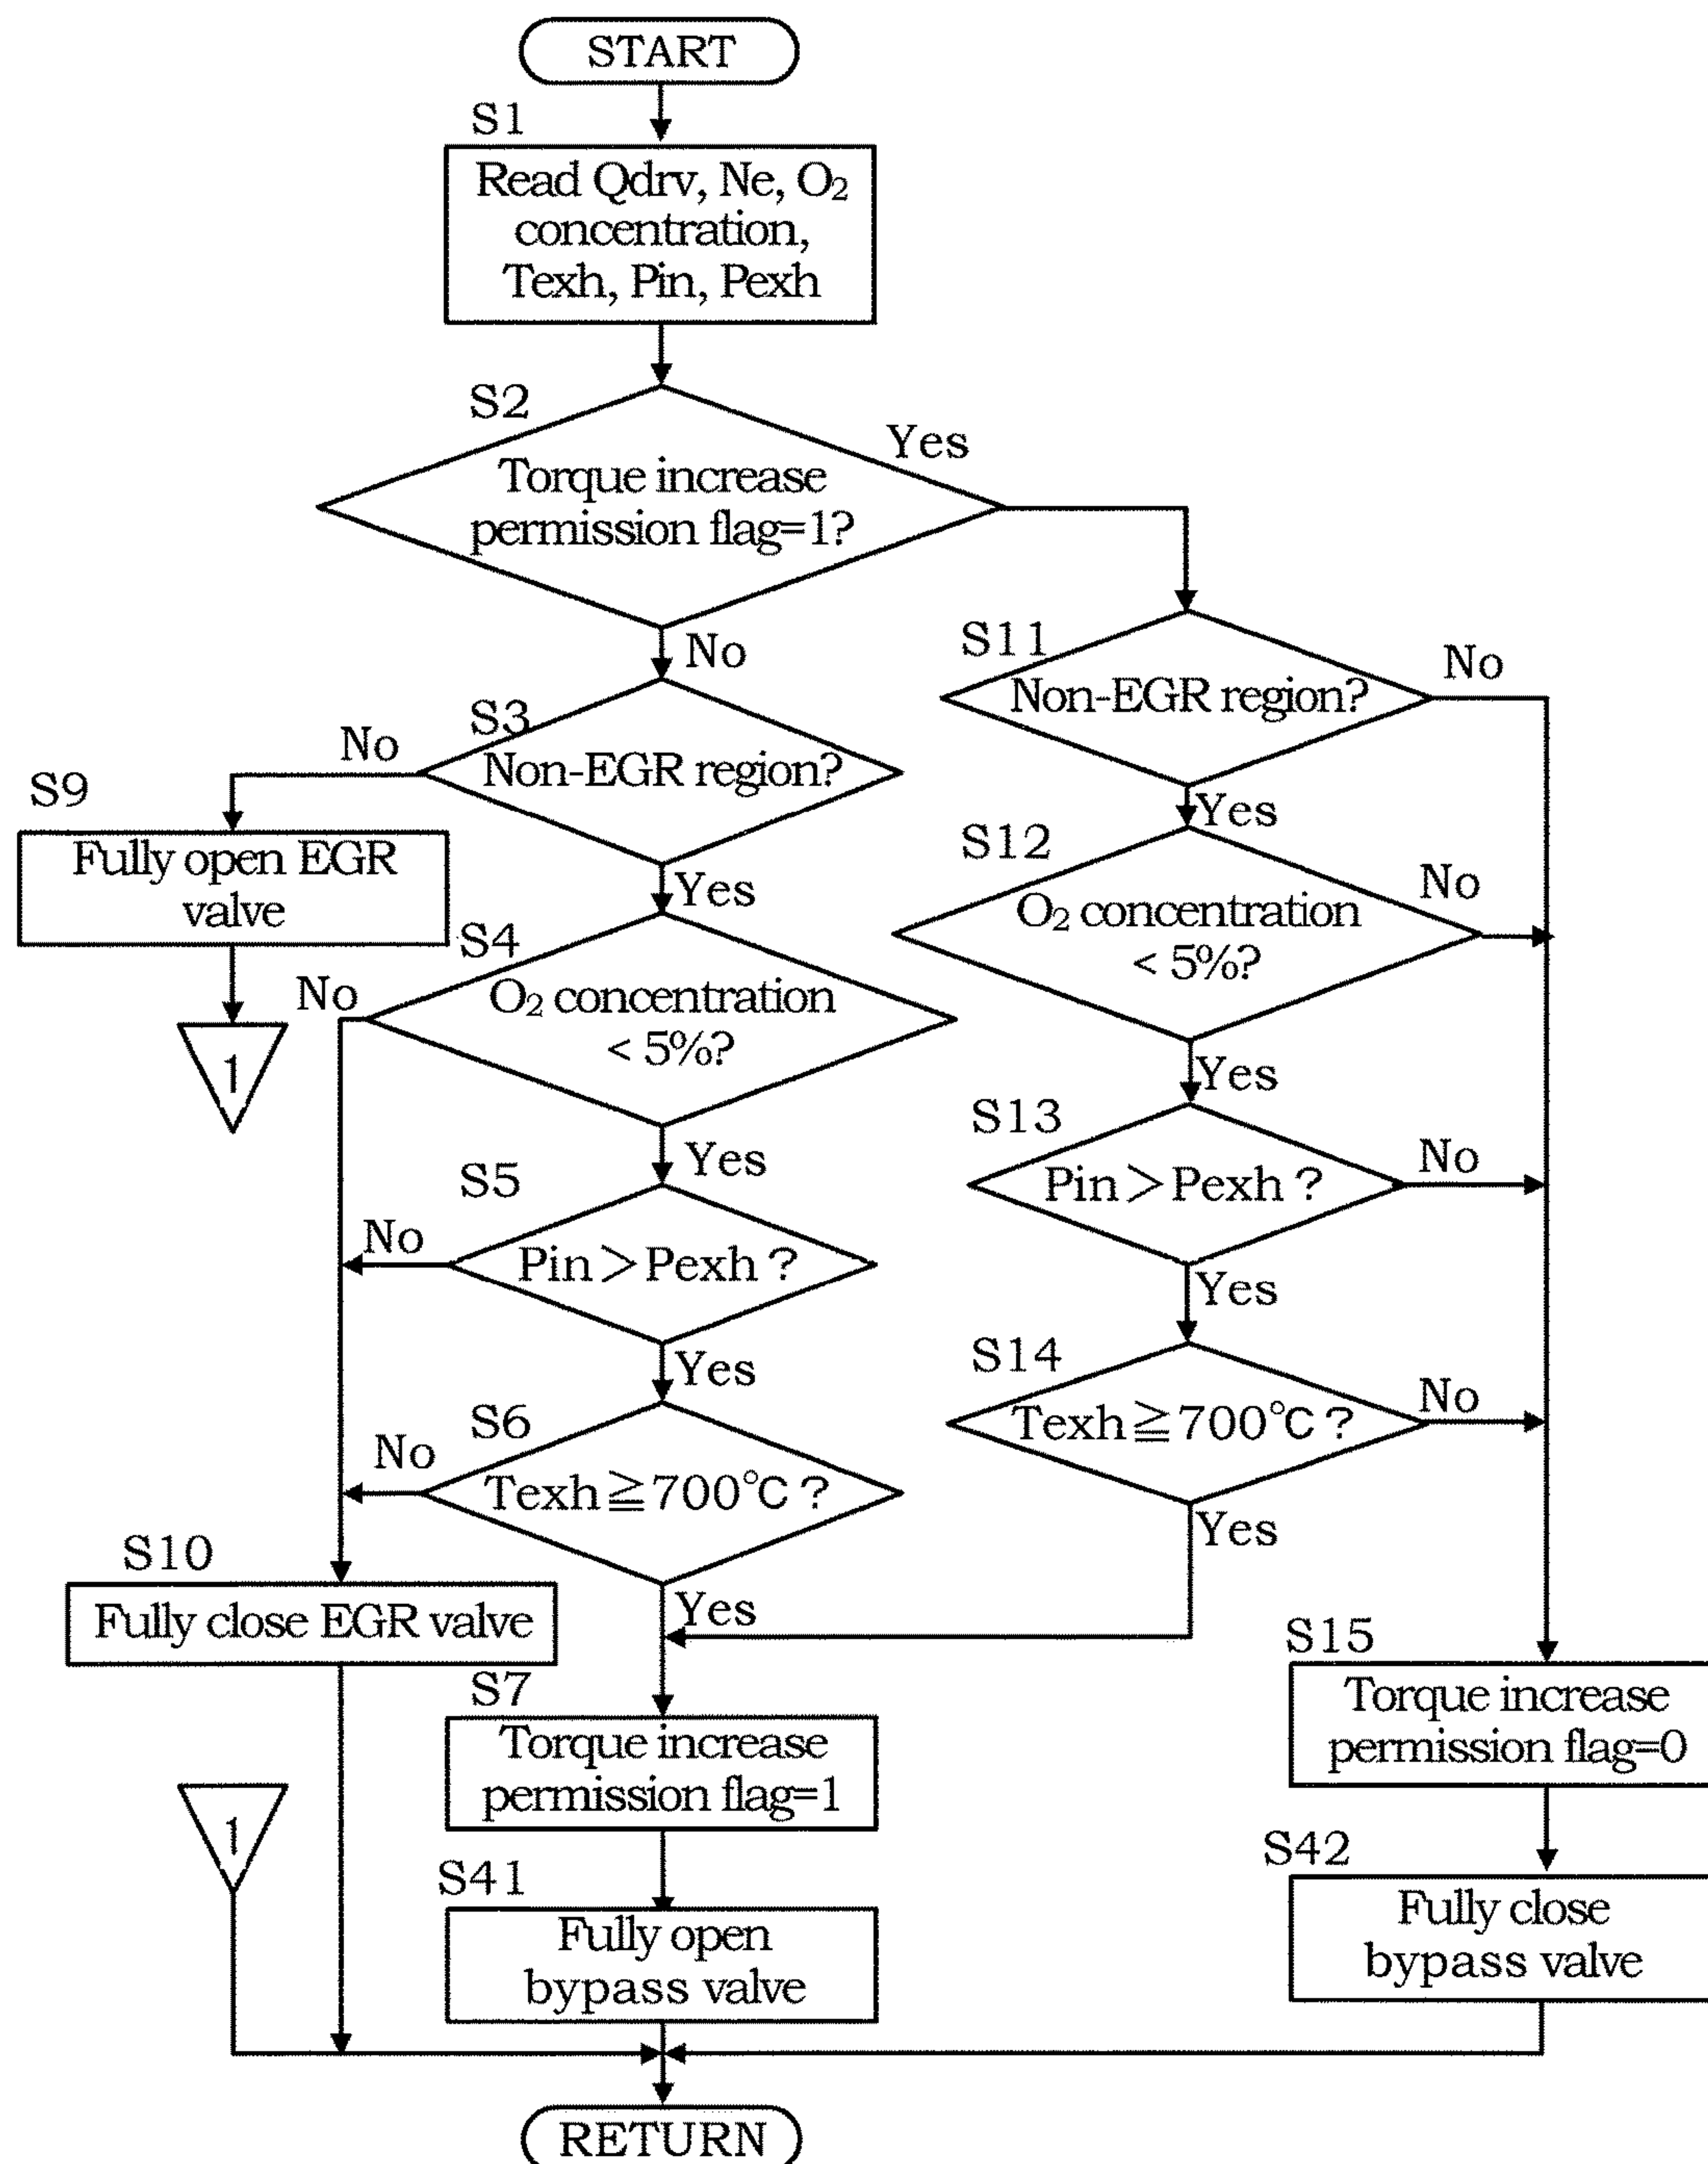 START
S1
Read Qdrv, Ne, O₂
concentration,
Texh, Pin, Pexh
S2
Yes
Torque increase
permission flag=1?
No
S11
No
Non-EGR region?
S3
No
Non-EGR region?
S9
Yes
Fully open EGR
valve
Yes
S12
No
O₂ concentration
< 5%?
S4
No
O₂ concentration
< 5%?
1
Yes
Yes
S13
No
Pin＞Pexh ?
S5
No
Pin＞Pexh ?
Yes
Yes
S14
No
Texh≧700℃ ?
S6
No
Texh≧700℃ ?
Yes
S10
Fully close EGR valve
Yes
S15
Torque increase
permission flag=0
S7
Torque increase
permission flag=1
1
S42
Fully close
bypass valve
S41
Fully open
bypass valve
RETURN